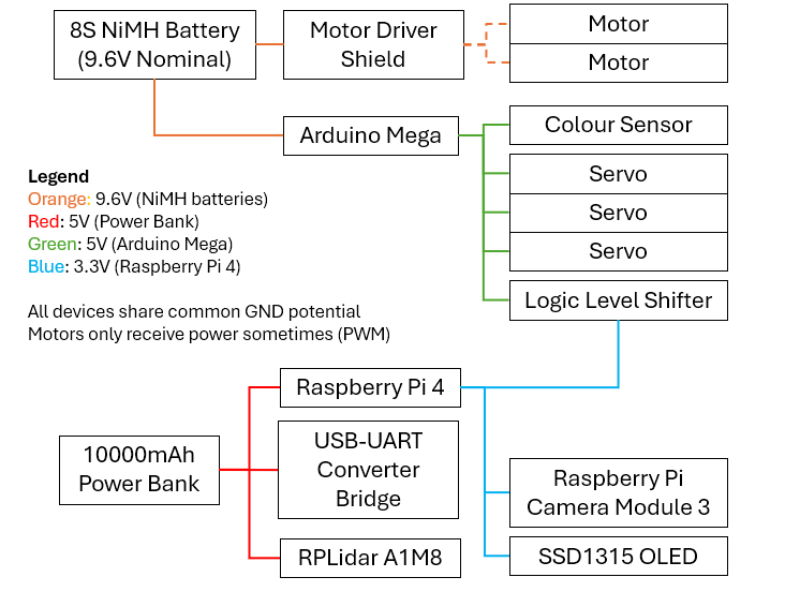 8S NiMH Battery
(9.6V Nominal)
Motor Driver
Shield
Motor
Motor
Arduino Mega
Colour Sensor
Servo
Servo
Servo
Logic Level Shifter
Legend
Orange: 9.6V (NiMH batteries)
Red: 5V (Power Bank)
Green: 5V (Arduino Mega)
Blue: 3.3V (Raspberry Pi 4)
All devices share common GND potential
Motors only receive power sometimes (PWM)
10000mAh
Power Bank
Raspberry Pi 4
USB-UART
Converter
Bridge
RPLidar A1M8
Raspberry Pi
Camera Module 3
SSD1315 OLED